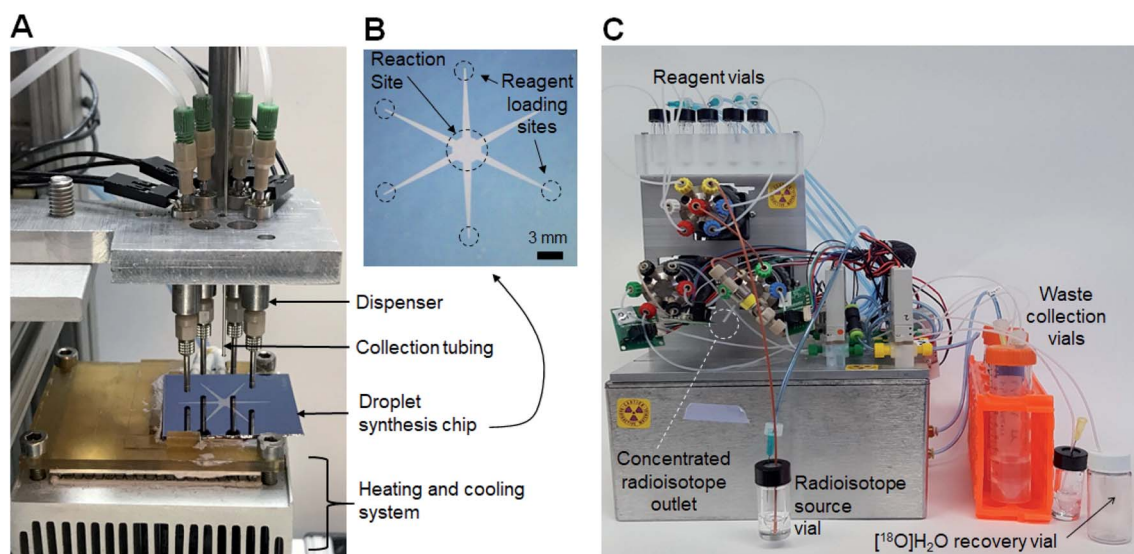 A
B
C
Reaction
Site
Reagent
loading
sites
3 mm
Dispenser
Collection tubing
Droplet
synthesis chip
Heating and cooling
system
Reagent vials
Waste
collection vials
Concentrated
radioisotope
outlet
Radioisotope
source
vial
[¹⁸O]H₂O recovery vial